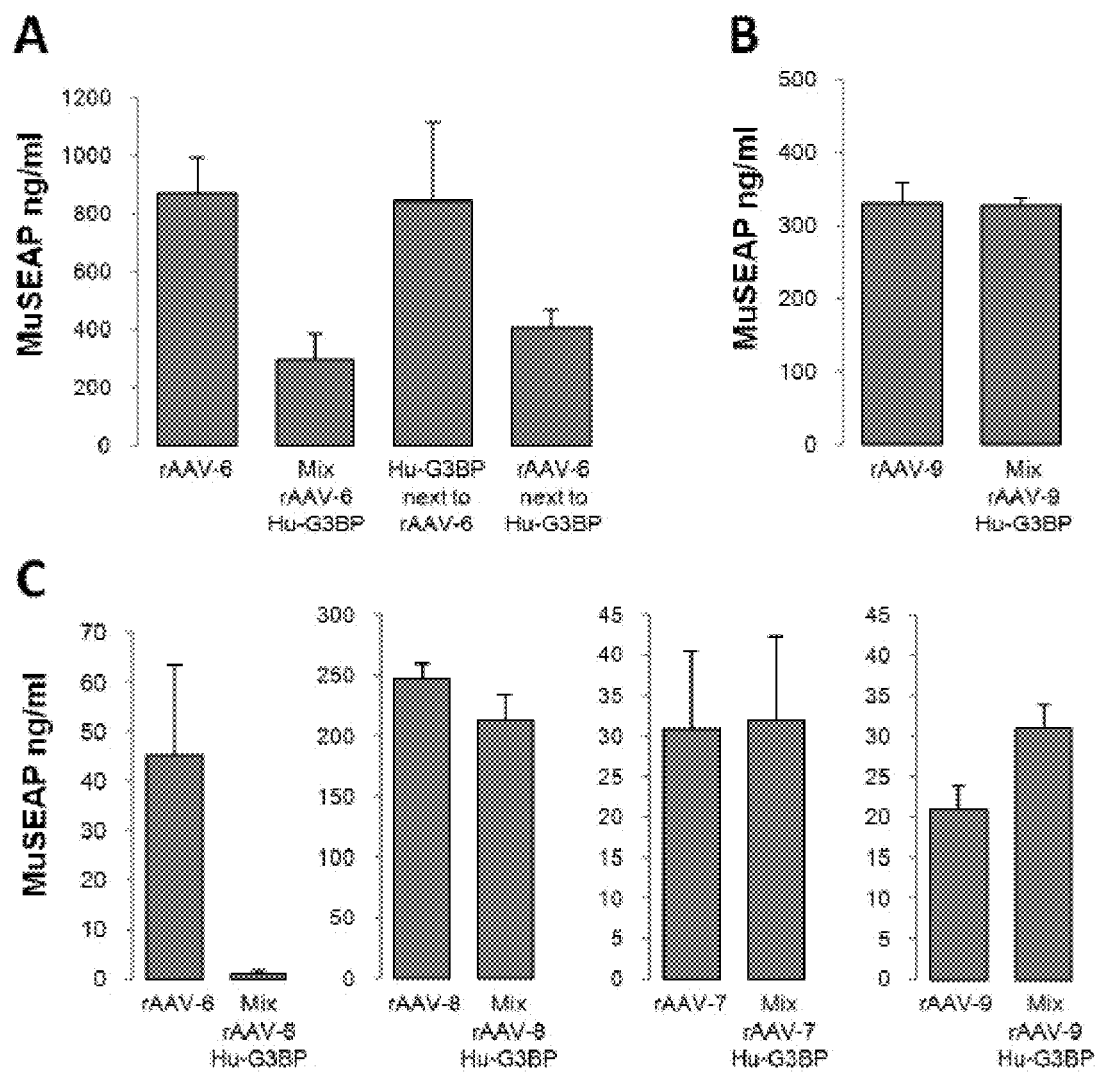 A
MuSEAP ng/ml
1200
1000
800
600
400
200
0
rAAV-6
Mix
rAAV-6
Hu-G3BP
Hu-G3BP
next to
rAAV-6
rAAV-6
next to
Hu-G3BP
B
MuSEAP ng/ml
500
400
300
200
100
0
rAAV-9
Mix
rAAV-9
Hu-G3BP
C
MuSEAP ng/ml
70
60
50
40
30
20
10
0
rAAV-6
Mix
rAAV-8
Hu-G3BP
300
250
200
150
100
50
0
rAAV-8
Mix
rAAV-8
Hu-G3BP
45
40
35
30
25
20
15
10
5
0
rAAV-7
Mix
rAAV-7
Hu-G3BP
45
40
35
30
25
20
15
10
5
0
rAAV-9
Mix
rAAV-9
Hu-G3BP